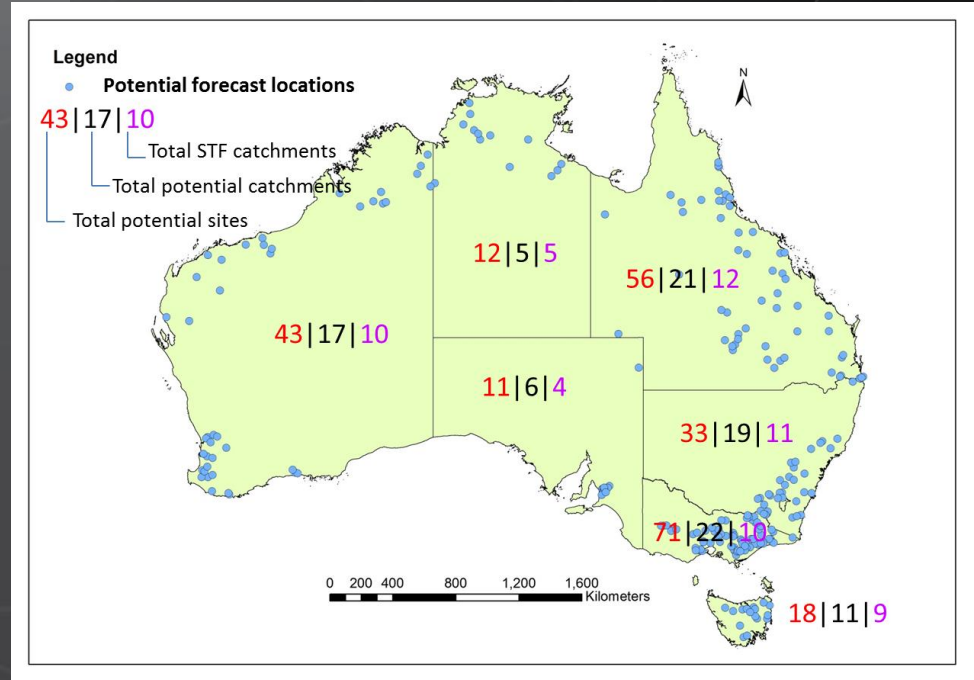 Legend
Potential forecast locations
43|17|10
Total STF catchments
Total potential catchments
Total potential sites
N
12|5|5
56|21|12
43|17|10
11|6|4
33|19|11
71|22|10
0 200 400 800 1,200 1,600
Kilometers
18|11|9